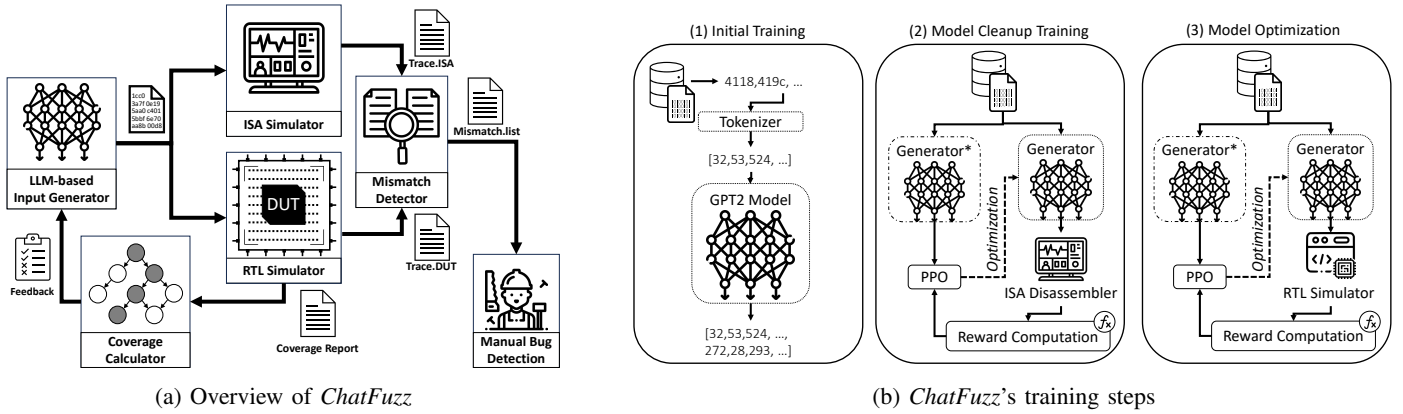 1cc0
3a7f 0e19
5aa0 c401
5bbf 6e70
aa8b 00d8
LLM-based
Input Generator
ISA Simulator
Trace.ISA
DUT
RTL Simulator
Mismatch
Detector
Trace.DUT
Mismatch.list
Feedback
Coverage
Calculator
Coverage Report
Manual Bug
Detection
(a) Overview of ChatFuzz
(1) Initial Training
4118,419c, ...
Tokenizer
[32,53,524, ...]
GPT2 Model
[32,53,524, ...,
272,28,293, ...]
(2) Model Cleanup Training
Generator*
Generator
Optimization
PPO
ISA Disassembler
Reward Computation
fx
(3) Model Optimization
Generator*
Generator
Optimization
</>
PPO
RTL Simulator
Reward Computation
fx
(b) ChatFuzz's training steps